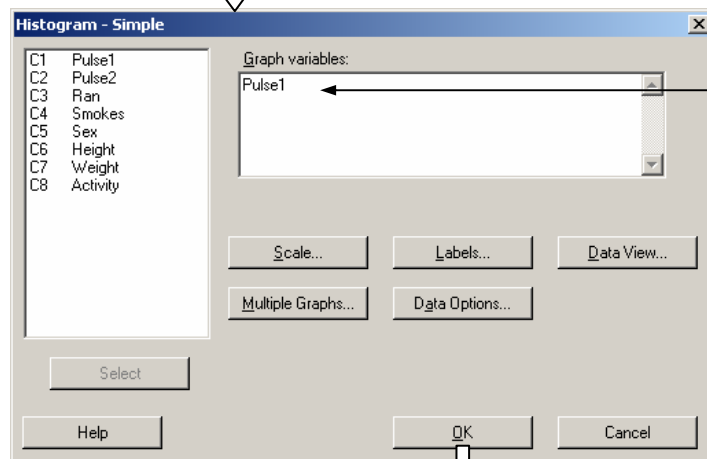 Histogram - Simple
C1 Pulse1
C2 Pulse2
C3 Ran
C4 Smokes
C5 Sex
C6 Height
C7 Weight
C8 Activity
Graph variables:
Pulse1
Scale...
Labels...
Data View...
Multiple Graphs...
Data Options...
Select
Help
OK
Cancel